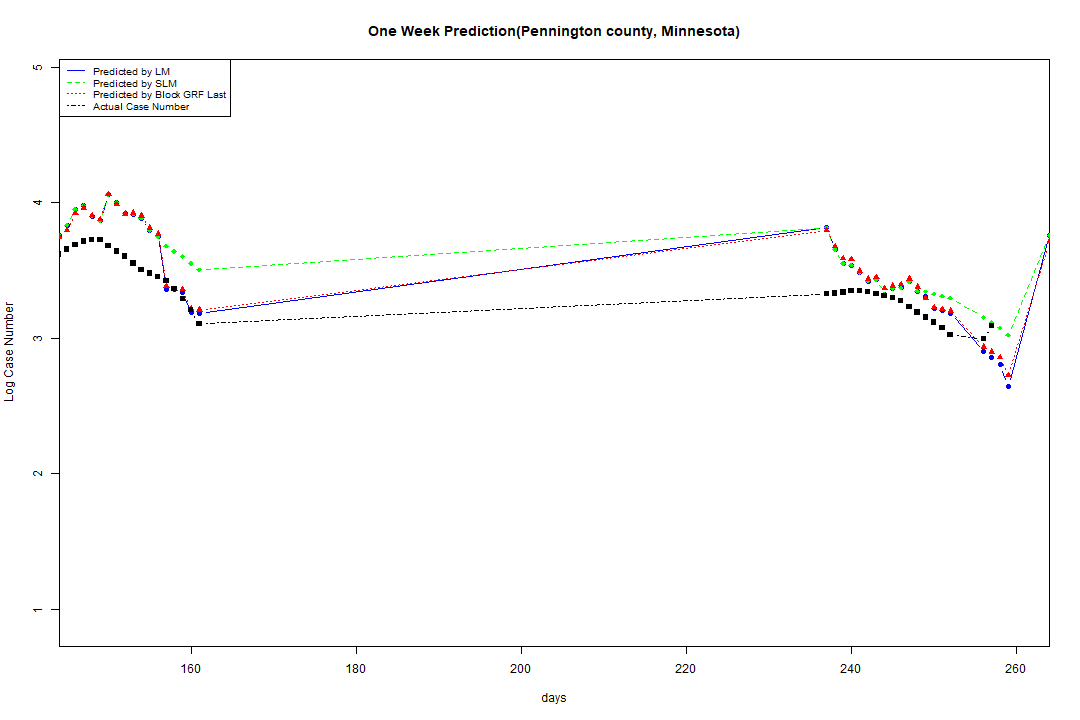 One Week Prediction(Pennington county, Minnesota)
Predicted by LM
Predicted by SLM
Predicted by Block GRF Last
Actual Case Number
5
4
3
2
1
Log Case Number
160
180
200
220
240
260
days